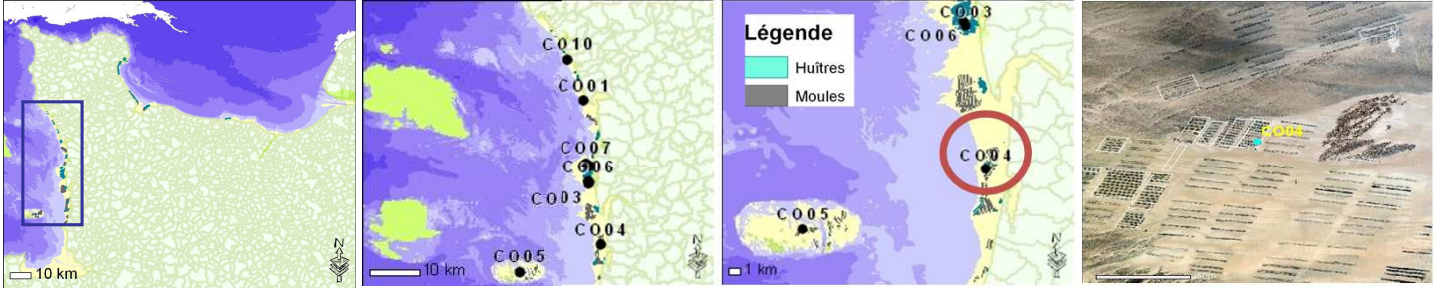 N
10 km
CO10
CO01
CO07
CO06
CO03
CO04
CO05
N
10 km
CO03
CO06
Légende
Huîtres
Moules
CO04
CO05
N
1 km
CO04